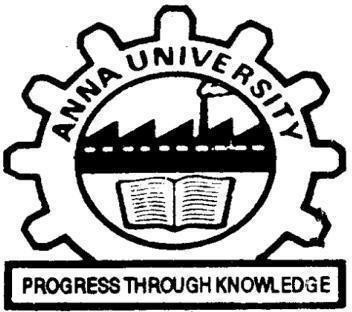 ANNA UNIVERSITY
PROGRESS THROUGH KNOWLEDGE